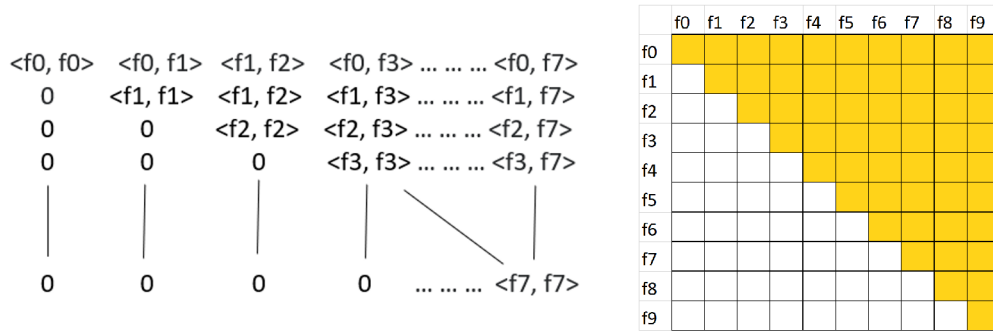 <f0, f0> <f0, f1> <f1, f2> <f0, f3> ... ... ... <f0, f7>
0 <f1, f1> <f1, f2> <f1, f3> ... ... ... <f1, f7>
0 0 <f2, f2> <f2, f3> ... ... ... <f2, f7>
0 0 0 <f3, f3> ... ... ... <f3, f7>
0 0 0 0 ... ... ... <f7, f7>
f0 f1 f2 f3 f4 f5 f6 f7 f8 f9
f0
f1
f2
f3
f4
f5
f6
f7
f8
f9